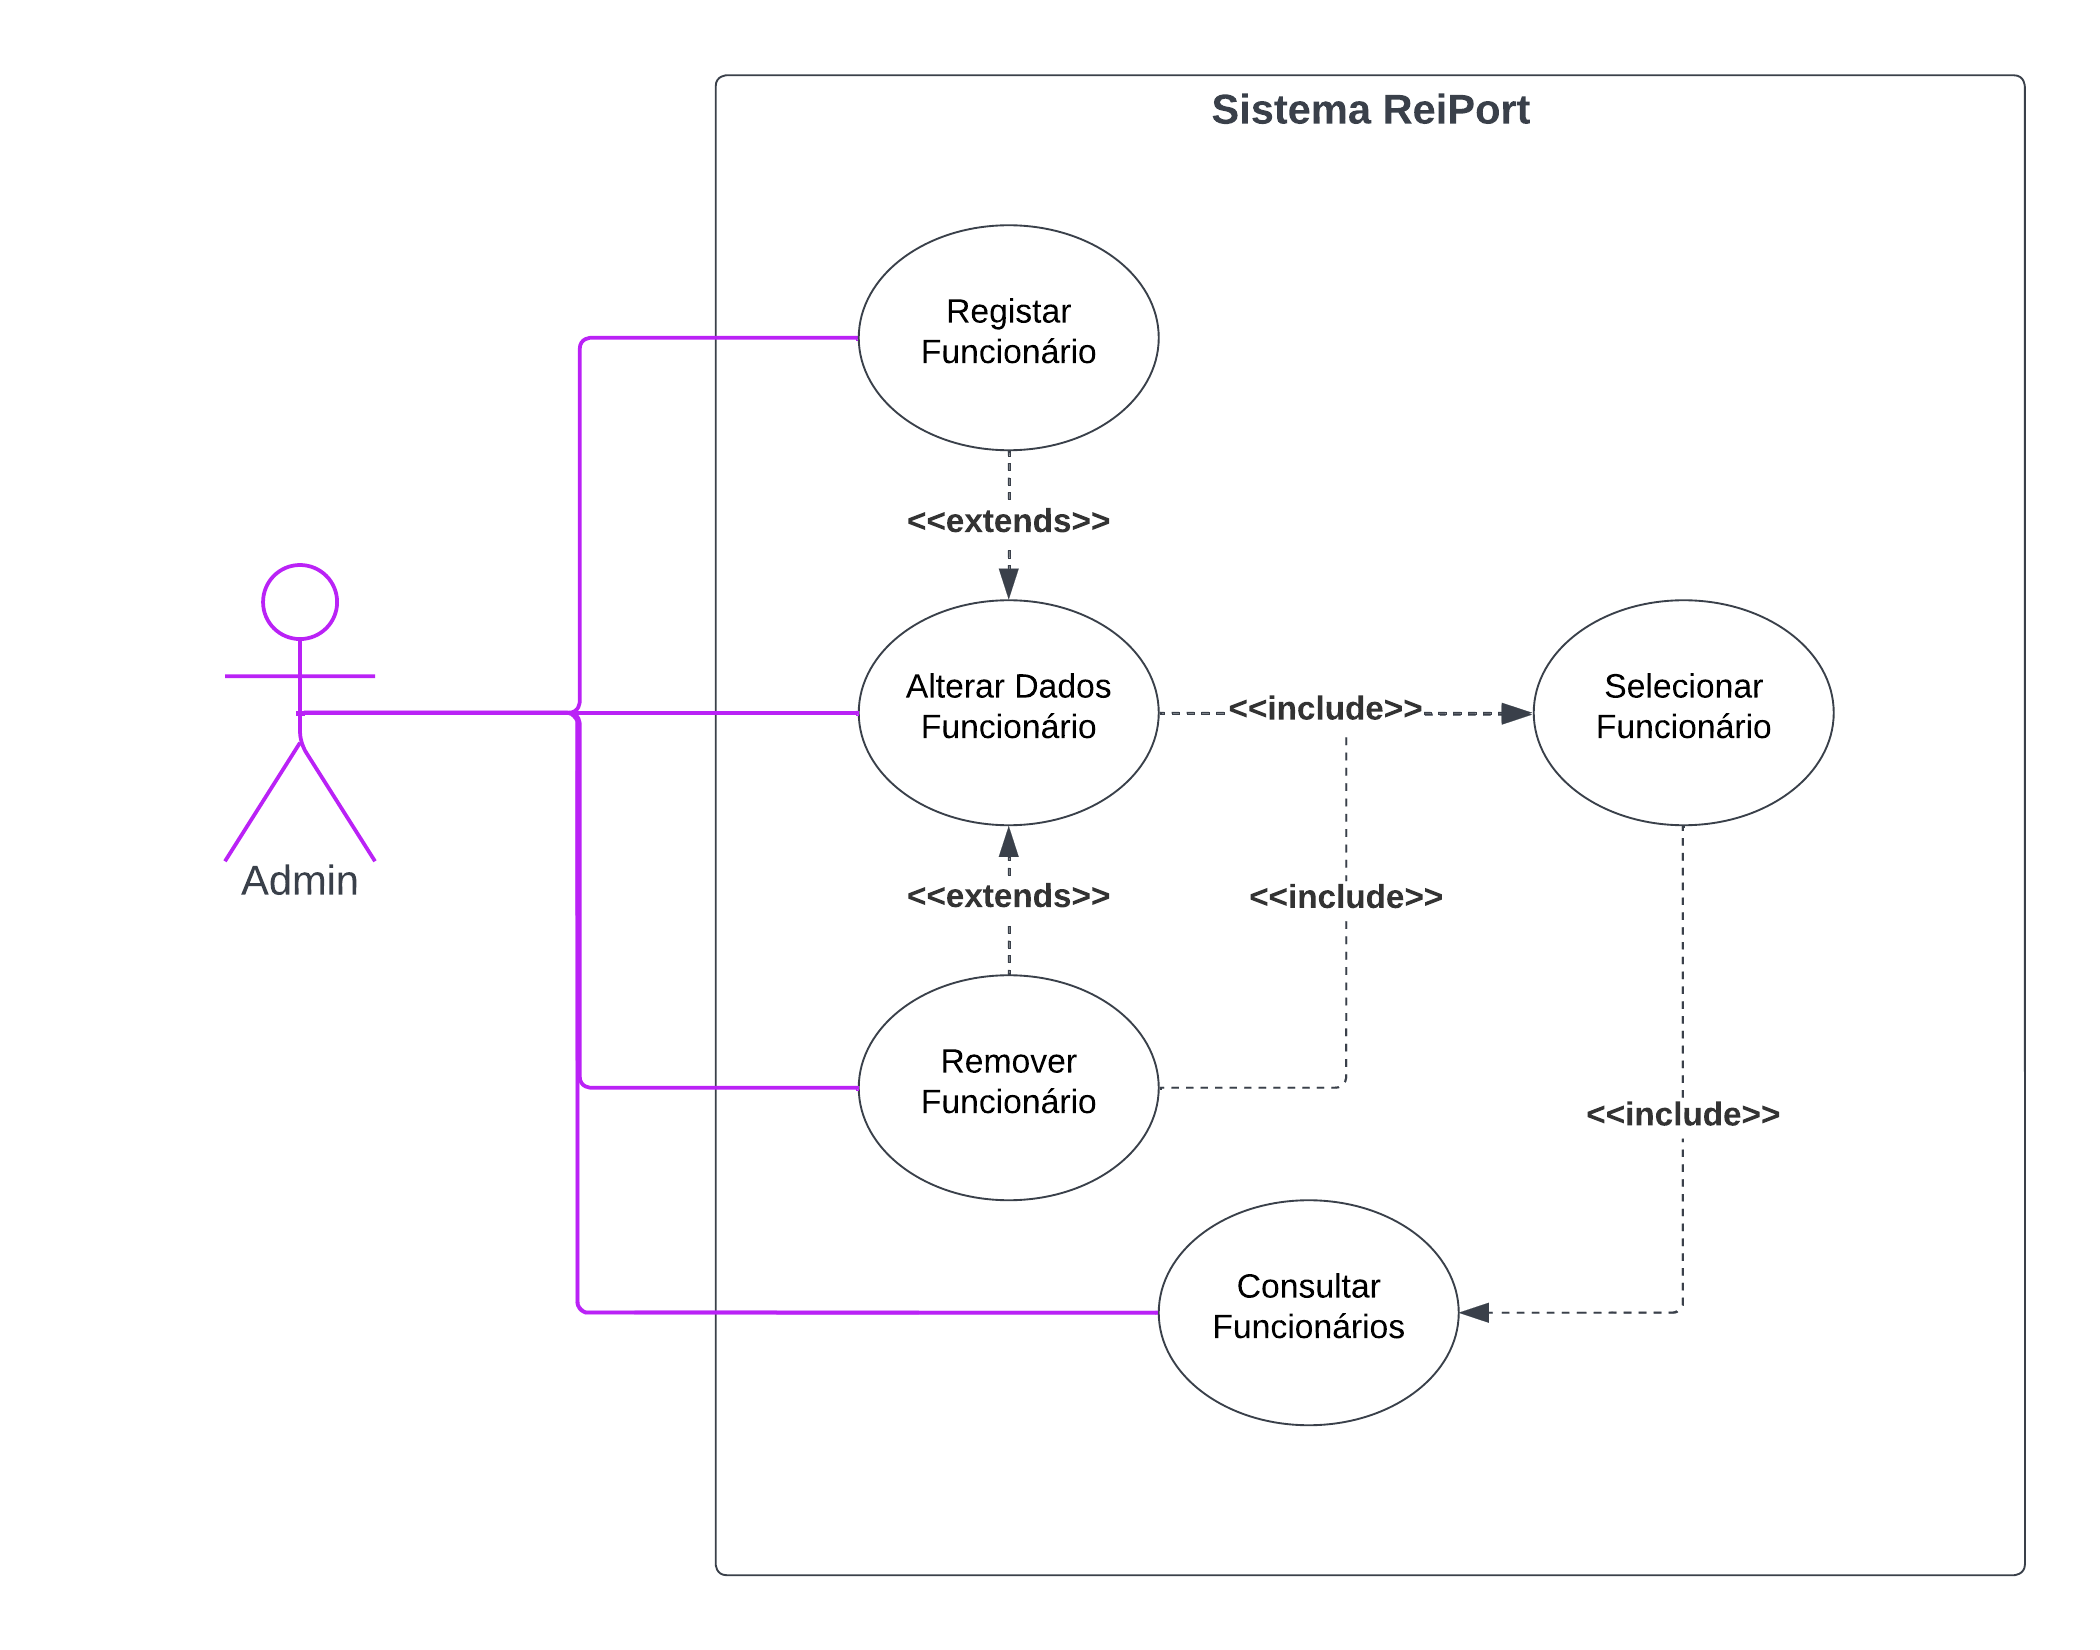 Sistema ReiPort
Registar
Funcionário
<<extends>>
Admin
Alterar Dados
Funcionário
<<include>>
Selecionar
Funcionário
<<extends>>
<<include>>
Remover
Funcionário
<<include>>
Consultar
Funcionários